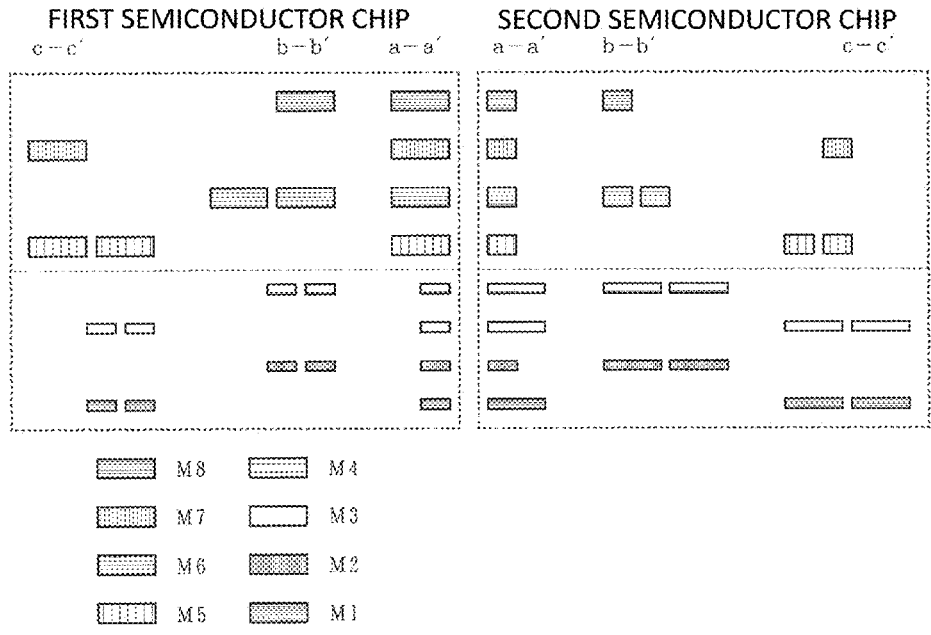 FIRST SEMICONDUCTOR CHIP SECOND SEMICONDUCTOR CHIP
c-c′ b-b′ a-a′ a-a′ b-b′ c-c′
M8 M4
M7 M3
M6 M2
M5 M1